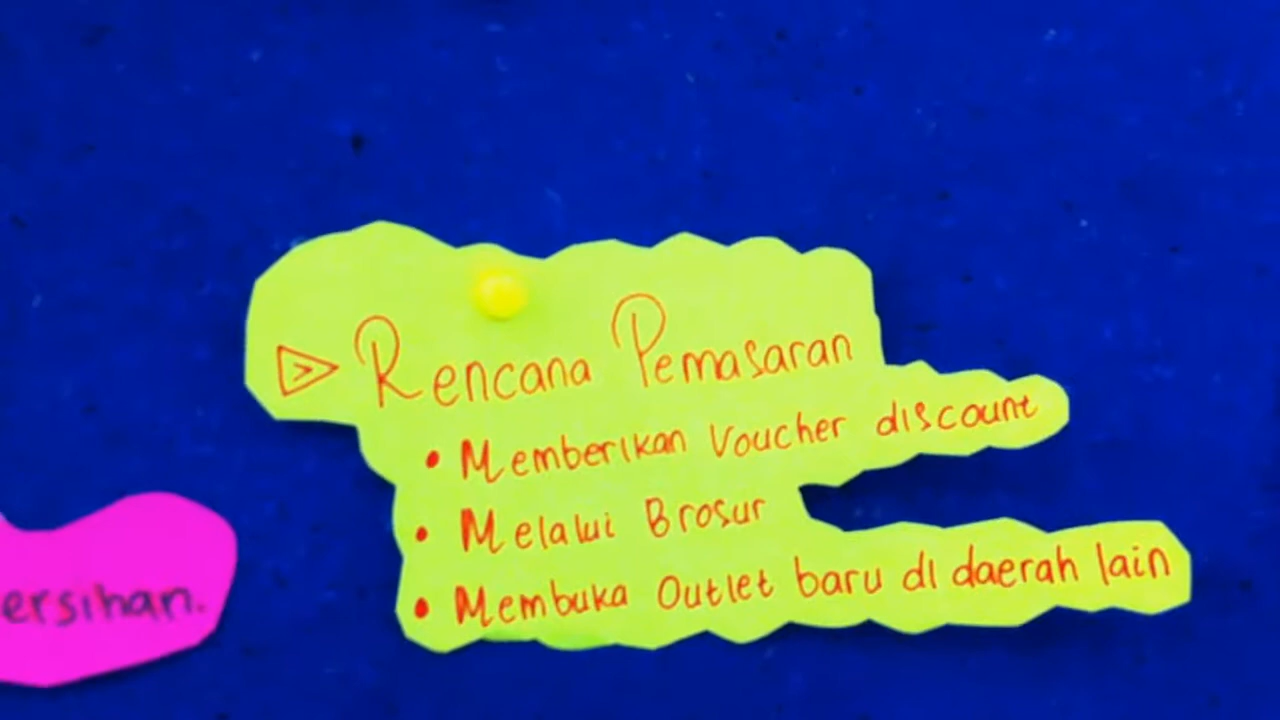 Rencana Pemasaran
• Memberikan Voucher discount
• Melalui Brosur
• Membuka Outlet baru di daerah lain
ersihan.